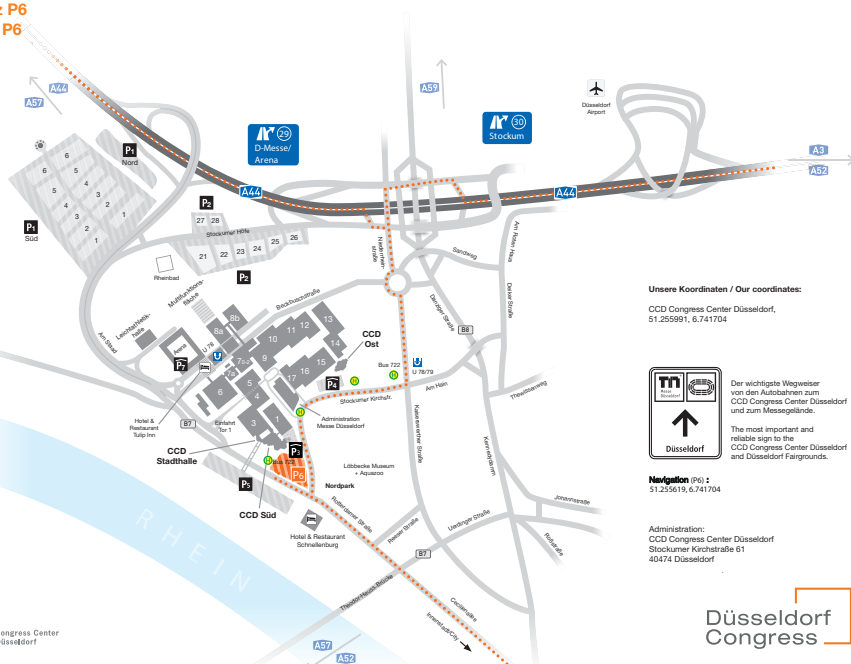 z P6
P6
A44
A57
A59
29
D-Messe/
Arena
30
Stockum
Düsseldorf
Airport
A3
A52
A44
A44
P1
Nord
P1
Süd
6
5
4
3
2
1
6
5
4
3
2
1
P2
27 28
Stockumer Höfe
21 22 23 24 25 26
P2
Rheinbad
Multifunktions-
fläche
Leichtathletik-
halle
Am Staad
Arena
U 78
P7
Beckbuschstraße
Niederrhein-
straße
Sandweg
Am Roten Haus
Danziger Straße
B8
8b
8a
7a
9
10
11
12
13
14
15
16
17
6
5
4
3
1
CCD
Ost
P4
Bus 722
H
H
U 78/79
Am Hain
Stockumer Kirchstr.
Thewissenweg
Kaiserswerther Straße
Kennedydamm
Hotel &
Restaurant
Tulip Inn
B7
Einfahrt
Tor 1
H
Administration
Messe Düsseldorf
CCD
Stadthalle
H
Bus 722
P3
P6
P5
CCD Süd
Löbbecke Museum
+ Aquazoo
Nordpark
Rotterdamer Straße
Hotel & Restaurant
Schnellenburg
Reeser Straße
Uerdinger Straße
Johannstraße
Roßstraße
B7
Theodor-Heuss-Brücke
Cecilienallee
Innenstadt/City
A57
A52
RHEIN
Unsere Koordinaten / Our coordinates:
CCD Congress Center Düsseldorf,
51.255991, 6.741704
Messe
Düsseldorf
Düsseldorf
Der wichtigste Wegweiser
von den Autobahnen zum
CCD Congress Center Düsseldorf
und zum Messegelände.
The most important and
reliable sign to the
CCD Congress Center Düsseldorf
and Düsseldorf Fairgrounds.
Navigation (P6) :
51.255619, 6.741704
Administration:
CCD Congress Center Düsseldorf
Stockumer Kirchstraße 61
40474 Düsseldorf
ongress Center
üsseldorf
Düsseldorf
Congress